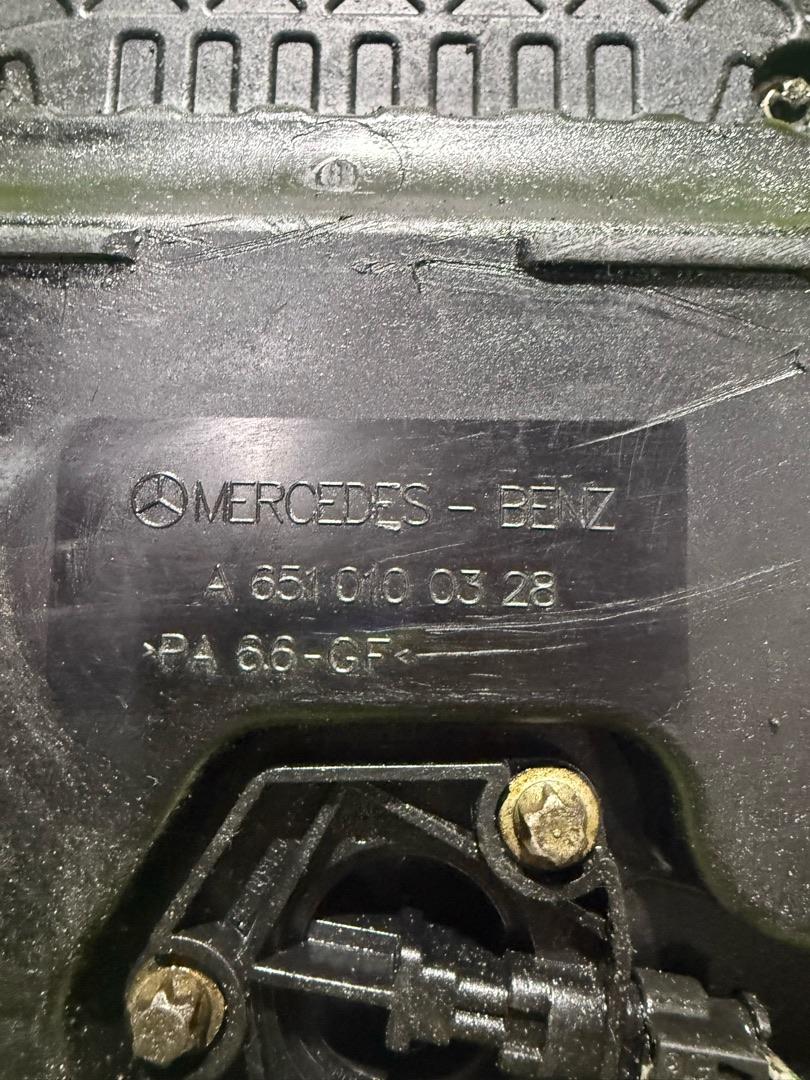 MERCEDES - BENZ
A 651 010 03 28
>PA 66-GF<